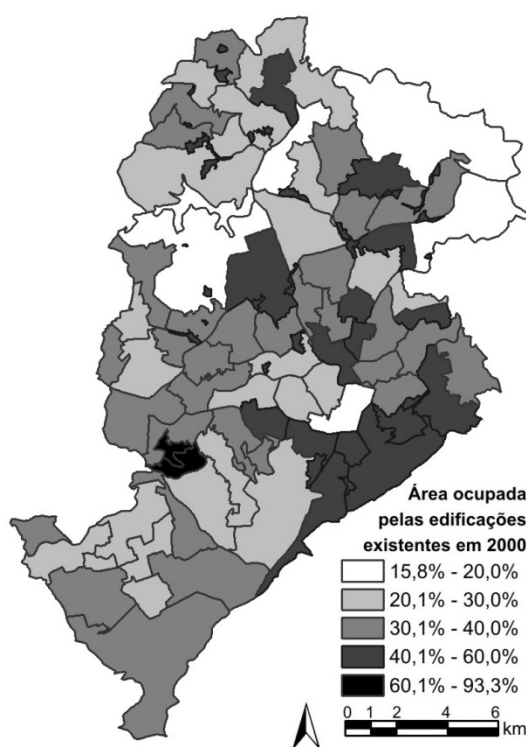 Área ocupada
pelas edificações
existentes em 2000
15,8% - 20,0%
20,1% - 30,0%
30,1% - 40,0%
40,1% - 60,0%
60,1% - 93,3%
0 1 2 4 6
km